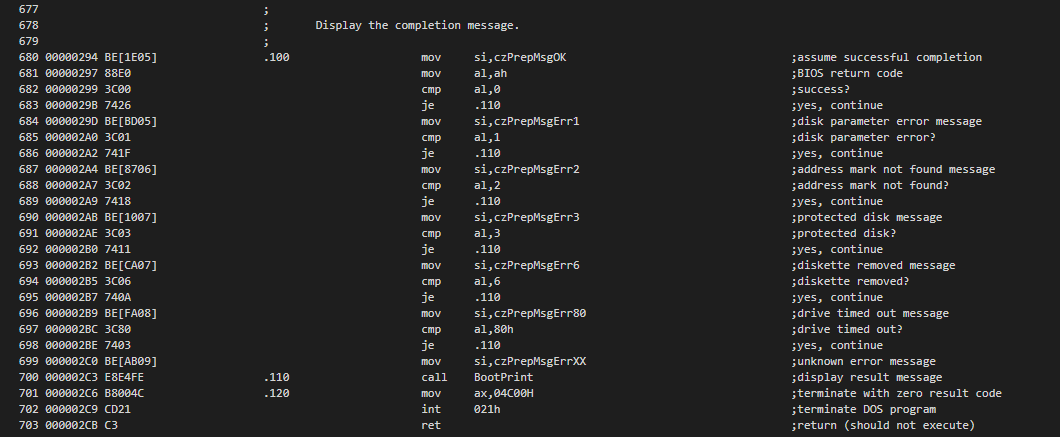 677 ;
678 ; Display the completion message.
679 ;
680 00000294 BE[1E05] .100 mov si,czPrepMsgOK ;assume successful completion
681 00000297 88E0 mov al,ah ;BIOS return code
682 00000299 3C00 cmp al,0 ;success?
683 0000029B 7426 je .110 ;yes, continue
684 0000029D BE[BD05] mov si,czPrepMsgErr1 ;disk parameter error message
685 000002A0 3C01 cmp al,1 ;disk parameter error?
686 000002A2 741F je .110 ;yes, continue
687 000002A4 BE[8706] mov si,czPrepMsgErr2 ;address mark not found message
688 000002A7 3C02 cmp al,2 ;address mark not found?
689 000002A9 7418 je .110 ;yes, continue
690 000002AB BE[1007] mov si,czPrepMsgErr3 ;protected disk message
691 000002AE 3C03 cmp al,3 ;protected disk?
692 000002B0 7411 je .110 ;yes, continue
693 000002B2 BE[CA07] mov si,czPrepMsgErr6 ;diskette removed message
694 000002B5 3C06 cmp al,6 ;diskette removed?
695 000002B7 740A je .110 ;yes, continue
696 000002B9 BE[FA08] mov si,czPrepMsgErr80 ;drive timed out message
697 000002BC 3C80 cmp al,80h ;drive timed out?
698 000002BE 7403 je .110 ;yes, continue
699 000002C0 BE[AB09] mov si,czPrepMsgErrXX ;unknown error message
700 000002C3 E8E4FE .110 call BootPrint ;display result message
701 000002C6 B8004C .120 mov ax,04C00H ;terminate with zero result code
702 000002C9 CD21 int 021h ;terminate DOS program
703 000002CB C3 ret ;return (should not execute)